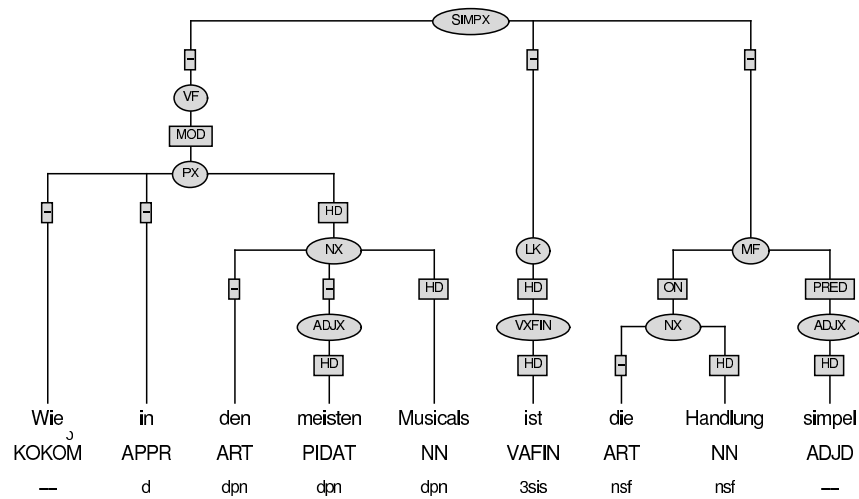 SIMPX
– – –
VF
MOD
PX
– – HD
NX LK MF
– – HD HD ON PRED
ADJX VXFIN NX ADJX
HD HD – HD HD
Wie in den meisten Musicals ist die Handlung simpel
KOKOM APPR ART PIDAT NN VAFIN ART NN ADJD
–– d dpn dpn dpn 3sis nsf nsf ––